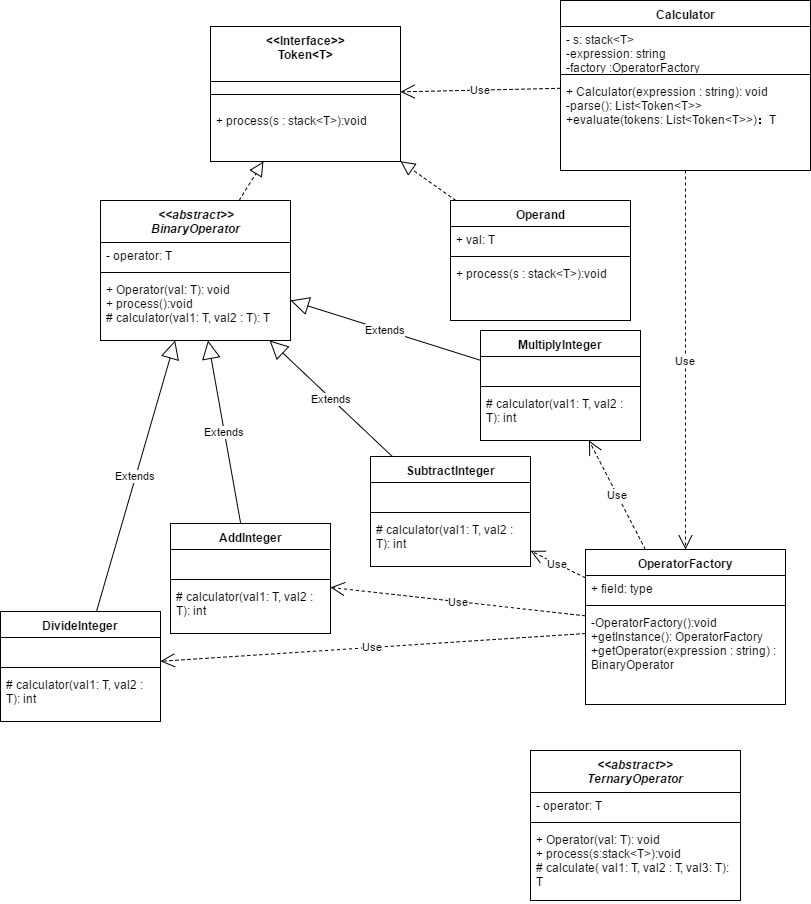 Calculator
- s: stack<T>
-expression: string
-factory :OperatorFactory
+ Calculator(expression : string): void
-parse(): List<Token<T>>
+evaluate(tokens: List<Token<T>>)：T
<<Interface>>
Token<T>
+ process(s : stack<T>):void
Use
<<abstract>>
BinaryOperator
- operator: T
+ Operator(val: T): void
+ process():void
# calculator(val1: T, val2 : T): T
Operand
+ val: T
+ process(s : stack<T>):void
Extends
MultiplyInteger
# calculator(val1: T, val2 :
T): int
Use
Extends
SubtractInteger
# calculator(val1: T, val2 :
T): int
Extends
Use
Extends
AddInteger
# calculator(val1: T, val2 :
T): int
Use
OperatorFactory
+ field: type
-OperatorFactory():void
+getInstance(): OperatorFactory
+getOperator(expression : string) :
BinaryOperator
Use
DivideInteger
# calculator(val1: T, val2 :
T): int
Use
<<abstract>>
TernaryOperator
- operator: T
+ Operator(val: T): void
+ process(s:stack<T>):void
# calculate( val1: T, val2 : T, val3: T):
T